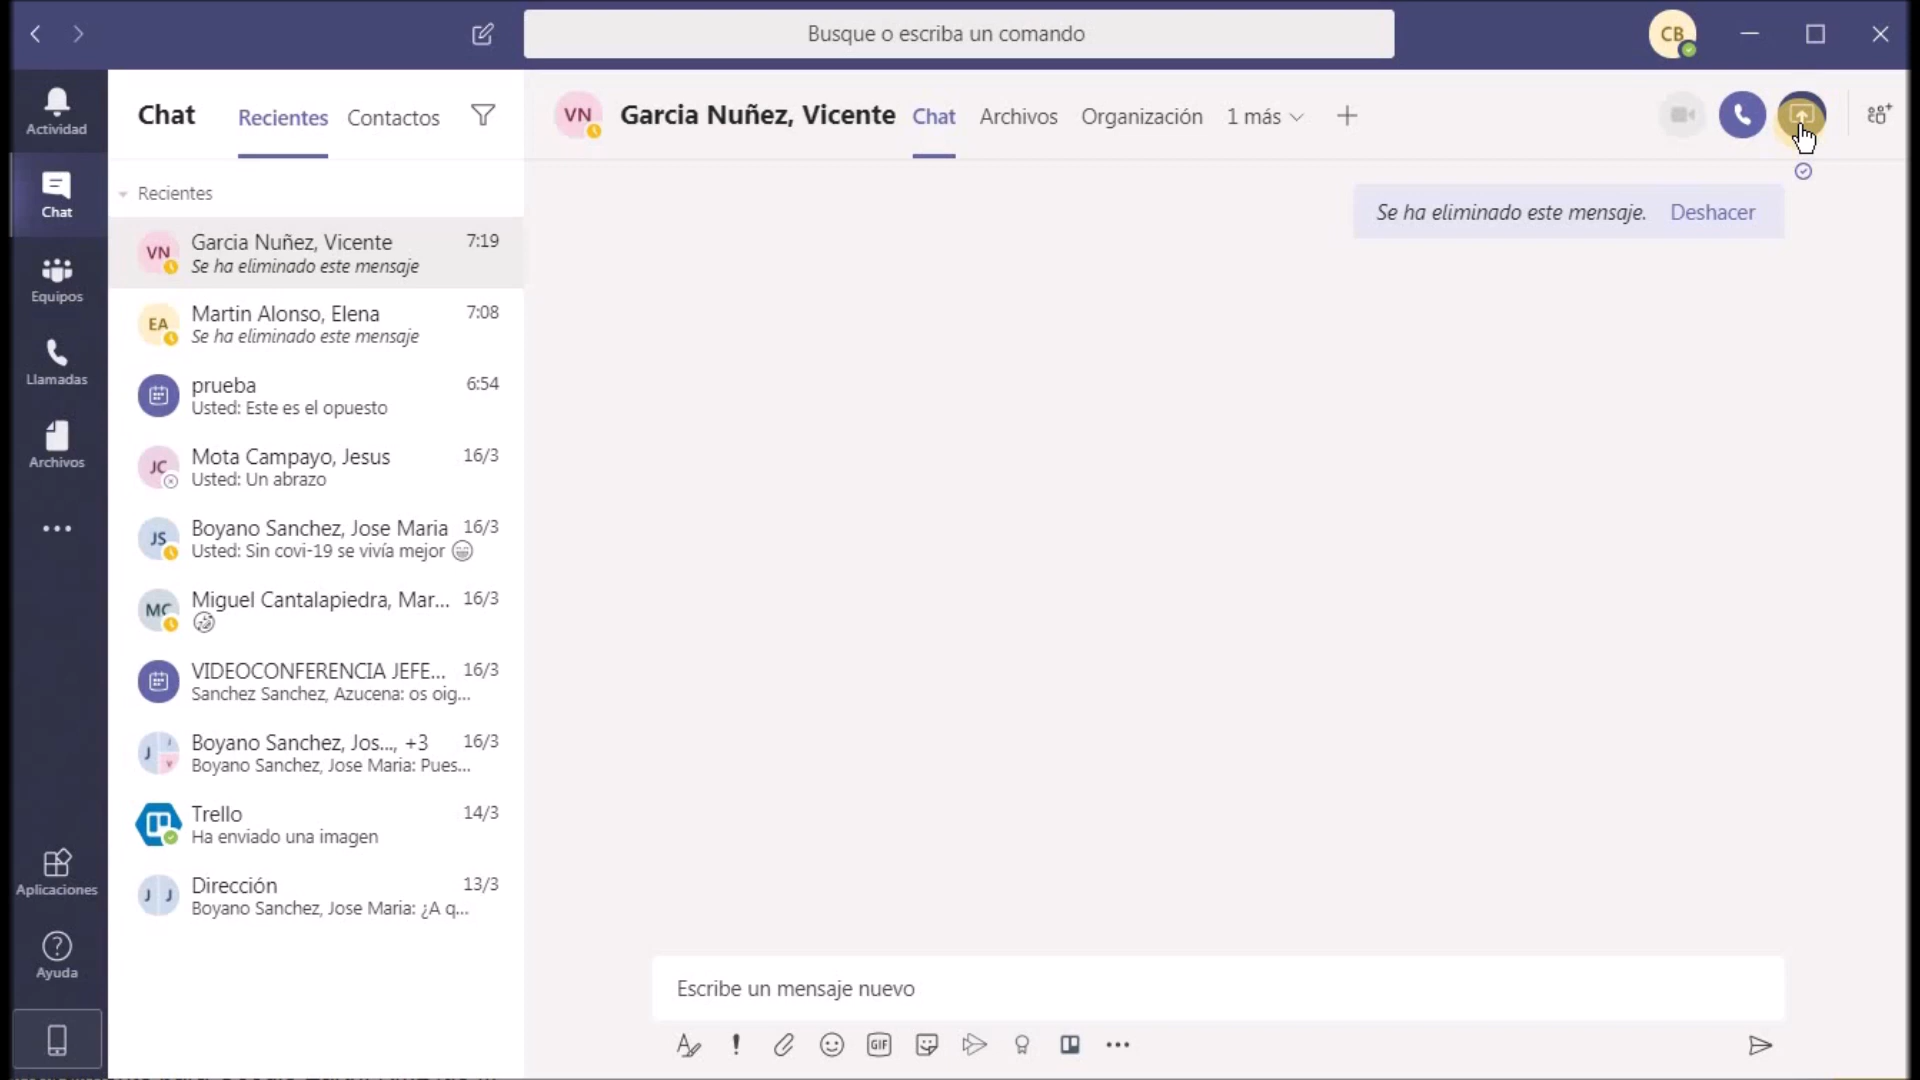 Busque o escriba un comando
CB
Actividad
Chat
Equipos
Llamadas
Archivos
Aplicaciones
Ayuda
Chat
Recientes
Contactos
Recientes
VN
Garcia Nuñez, Vicente
7:19
Se ha eliminado este mensaje
EA
Martin Alonso, Elena
7:08
Se ha eliminado este mensaje
prueba
6:54
Usted: Este es el opuesto
JC
Mota Campayo, Jesus
16/3
Usted: Un abrazo
JS
Boyano Sanchez, Jose Maria
16/3
Usted: Sin covi-19 se vivía mejor
MC
Miguel Cantalapiedra, Mar...
16/3
VIDEOCONFERENCIA JEFE...
16/3
Sanchez Sanchez, Azucena: os oig...
J
Boyano Sanchez, Jos..., +3
16/3
Boyano Sanchez, Jose Maria: Pues...
Trello
14/3
Ha enviado una imagen
J J
Dirección
13/3
Boyano Sanchez, Jose Maria: ¿A q...
VN
Garcia Nuñez, Vicente
Chat
Archivos
Organización
1 más
Se ha eliminado este mensaje. Deshacer
Escribe un mensaje nuevo
GIF